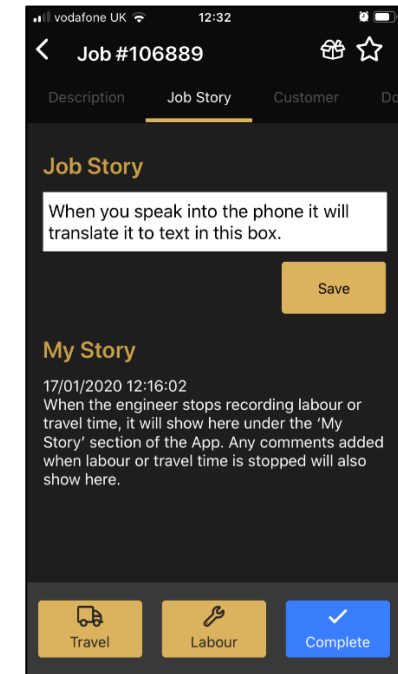 vodafone UK 12:32
Job #106889
Description Job Story Customer Do
Job Story
When you speak into the phone it will
translate it to text in this box.
Save
My Story
17/01/2020 12:16:02
When the engineer stops recording labour or
travel time, it will show here under the ‘My
Story’ section of the App. Any comments added
when labour or travel time is stopped will also
show here.
Travel Labour Complete